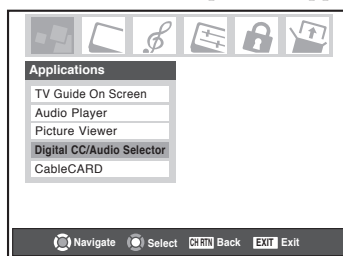 Applications
TV Guide On Screen
Audio Player
Picture Viewer
Digital CC/Audio Selector
CableCARD
Navigate Select CH RTN Back EXIT Exit